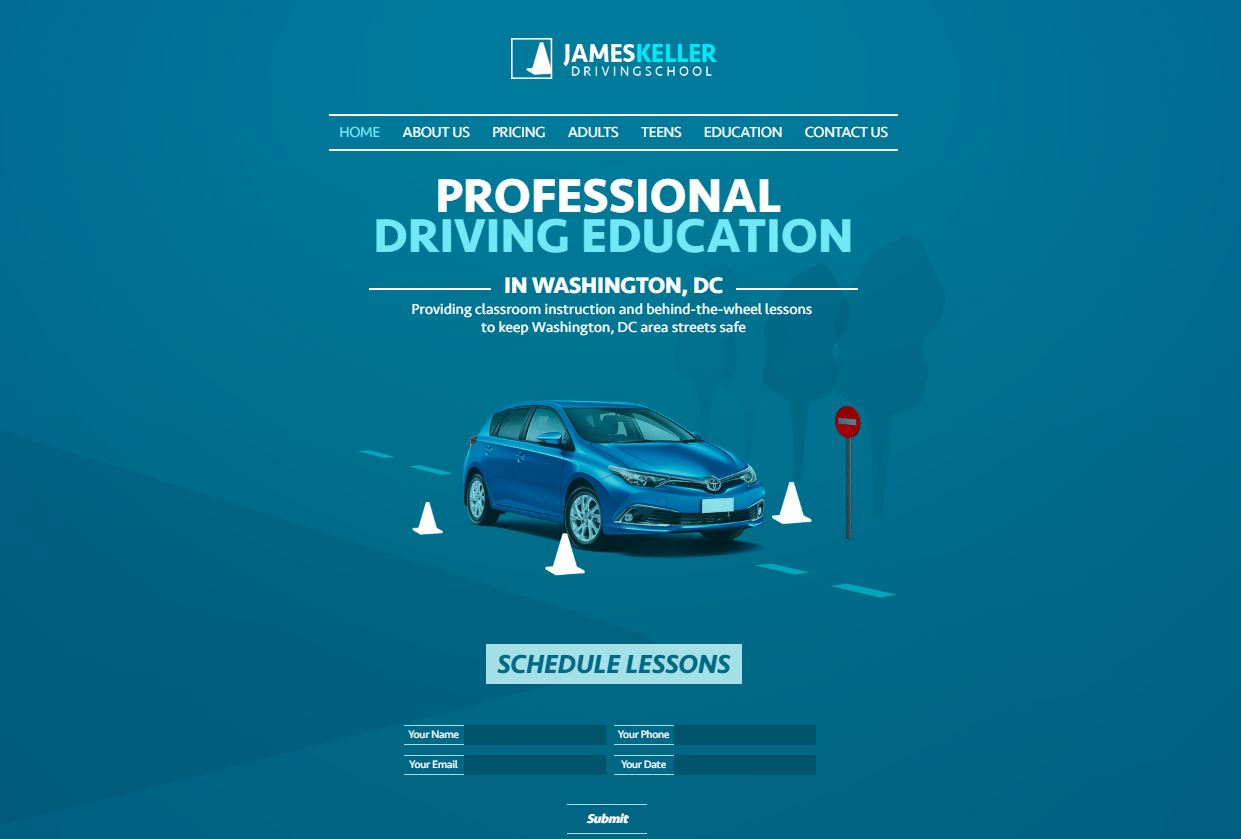 JAMESKELLER
DRIVINGSCHOOL
HOME ABOUT US PRICING ADULTS TEENS EDUCATION CONTACT US
PROFESSIONAL
DRIVING EDUCATION
IN WASHINGTON, DC
Providing classroom instruction and behind-the-wheel lessons
to keep Washington, DC area streets safe
SCHEDULE LESSONS
Your Name Your Phone
Your Email Your Date
Submit